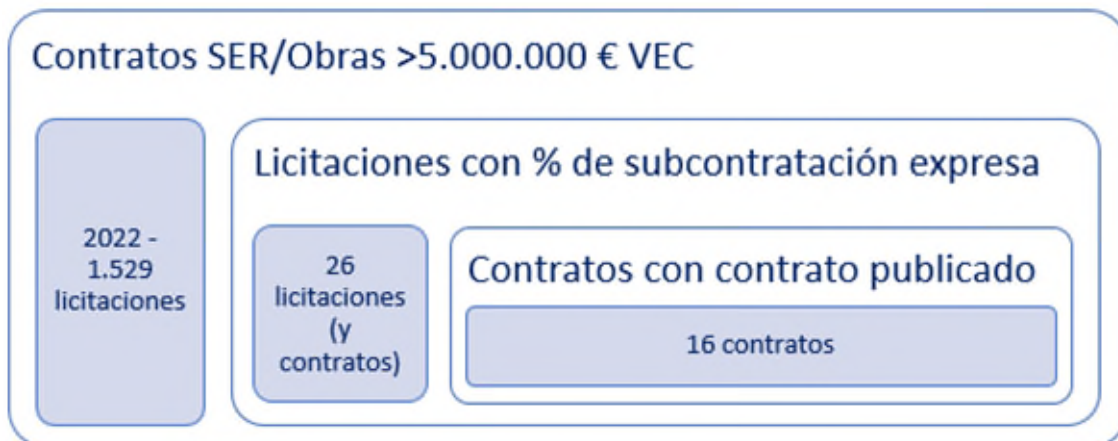 Contratos SER/Obras >5.000.000 € VEC
Licitaciones con % de subcontratación expresa
2022 -
1.529
licitaciones
26
licitaciones
(y
contratos)
Contratos con contrato publicado
16 contratos